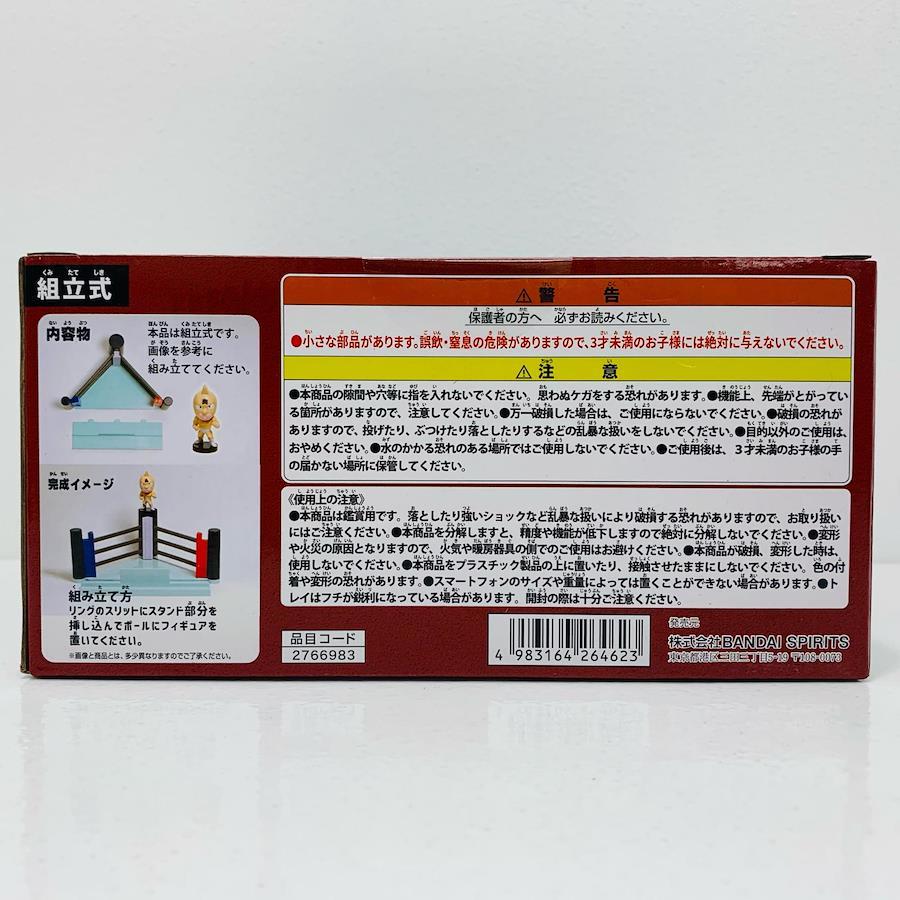 組立式
内容物
本品は組立式です。
画像を参考に
組み立ててください。
完成イメージ
組み立て方
リングのスリットにスタンド部分を
挿し込んでポールにフィギュアを
置いてください。
※画像と商品とは、多少異なりますのでご了承ください。
警告
保護者の方へ 必ずお読みください。
●小さな部品があります。誤飲・窒息の危険がありますので、3才未満のお子様には絶対に与えないでください。
注意
●本商品の隙間や穴等に指を入れないでください。思わぬケガをする恐れがあります。●機能上、先端がとがってい
る箇所がありますので、注意してください。●万一破損した場合は、ご使用にならないでください。●破損の恐れが
ありますので、投げたり、ぶつけたり落としたりするなどの乱暴な扱いをしないでください。●目的以外のご使用は、
おやめください。●水のかかる恐れのある場所ではご使用しないでください。●ご使用後は、3才未満のお子様の手
の届かない場所に保管してください。
《使用上の注意》
●本商品は鑑賞用です。落としたり強いショックなど乱暴な扱いにより破損する恐れがありますので、お取り扱い
にはご注意ください。●本商品を分解しますと、精度や機能が低下しますので絶対に分解しないでください。●変形
や火災の原因となりますので、火気や暖房器具の側でのご使用はお避けください。●本商品が破損、変形した時は、
使用しないでください。●本商品をプラスチック製品の上に置いたり、接触させたままにしないでください。色の付
着や変形の恐れがあります。●スマートフォンのサイズや重量によっては置くことができない場合があります。●ト
レイはフチが鋭利になっている場合があります。開封の際は十分ご注意ください。
品目コード
2766983
4 983164 264623
発売元
株式会社BANDAI SPIRITS
東京都港区三田三丁目5-19 〒108-0073